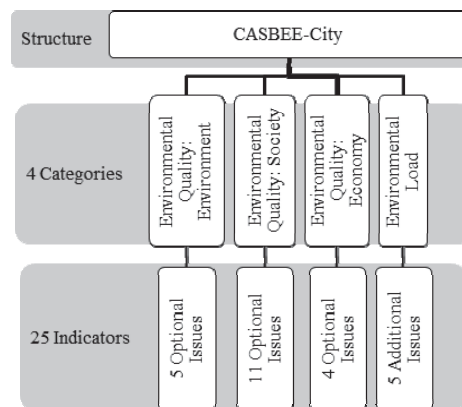 Structure
CASBEE-City
4 Categories
Environmental
Quality:
Environment
Environmental
Quality: Society
Environmental
Quality:
Economy
Environmental
Load
25 Indicators
5 Optional
Issues
11 Optional
Issues
4 Optional
Issues
5 Additional
Issues